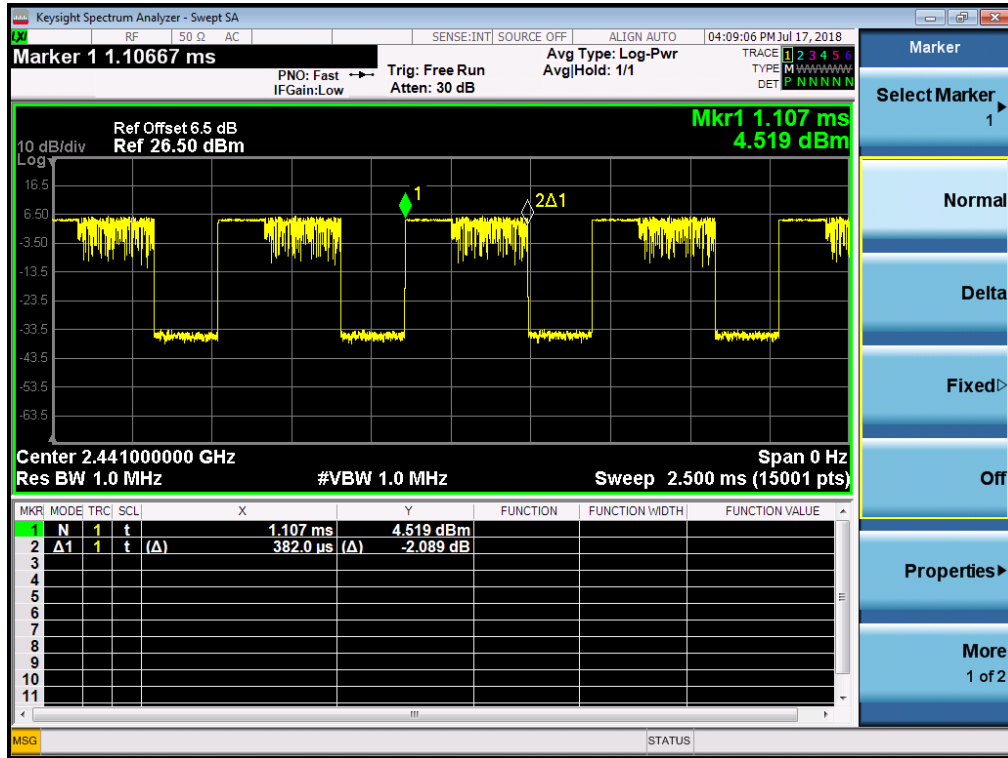 Keysight Spectrum Analyzer - Swept SA
LXI RF 50 Ω AC SENSE:INT SOURCE OFF ALIGN AUTO 04:09:06 PM Jul 17, 2018
Marker 1 1.10667 ms
PNO: Fast
IFGain:Low
Trig: Free Run
Atten: 30 dB
Avg Type: Log-Pwr
Avg|Hold: 1/1
TRACE 1 2 3 4 5 6
TYPE M W W W W W
DET P N N N N N
Mkr1 1.107 ms
4.519 dBm
Ref Offset 6.5 dB
10 dB/div Ref 26.50 dBm
Log
16.5
6.50
-3.50
-13.5
-23.5
-33.5
-43.5
-53.5
-63.5
1
2Δ1
Center 2.441000000 GHz Span 0 Hz
Res BW 1.0 MHz #VBW 1.0 MHz Sweep 2.500 ms (15001 pts)
MKR MODE TRC SCL X Y FUNCTION FUNCTION WIDTH FUNCTION VALUE
1 N 1 t 1.107 ms 4.519 dBm
2 Δ1 1 t (Δ) 382.0 µs (Δ) -2.089 dB
3
4
5
6
7
8
9
10
11
MSG STATUS
Marker
Select Marker
1
Normal
Delta
Fixed
Off
Properties
More
1 of 2